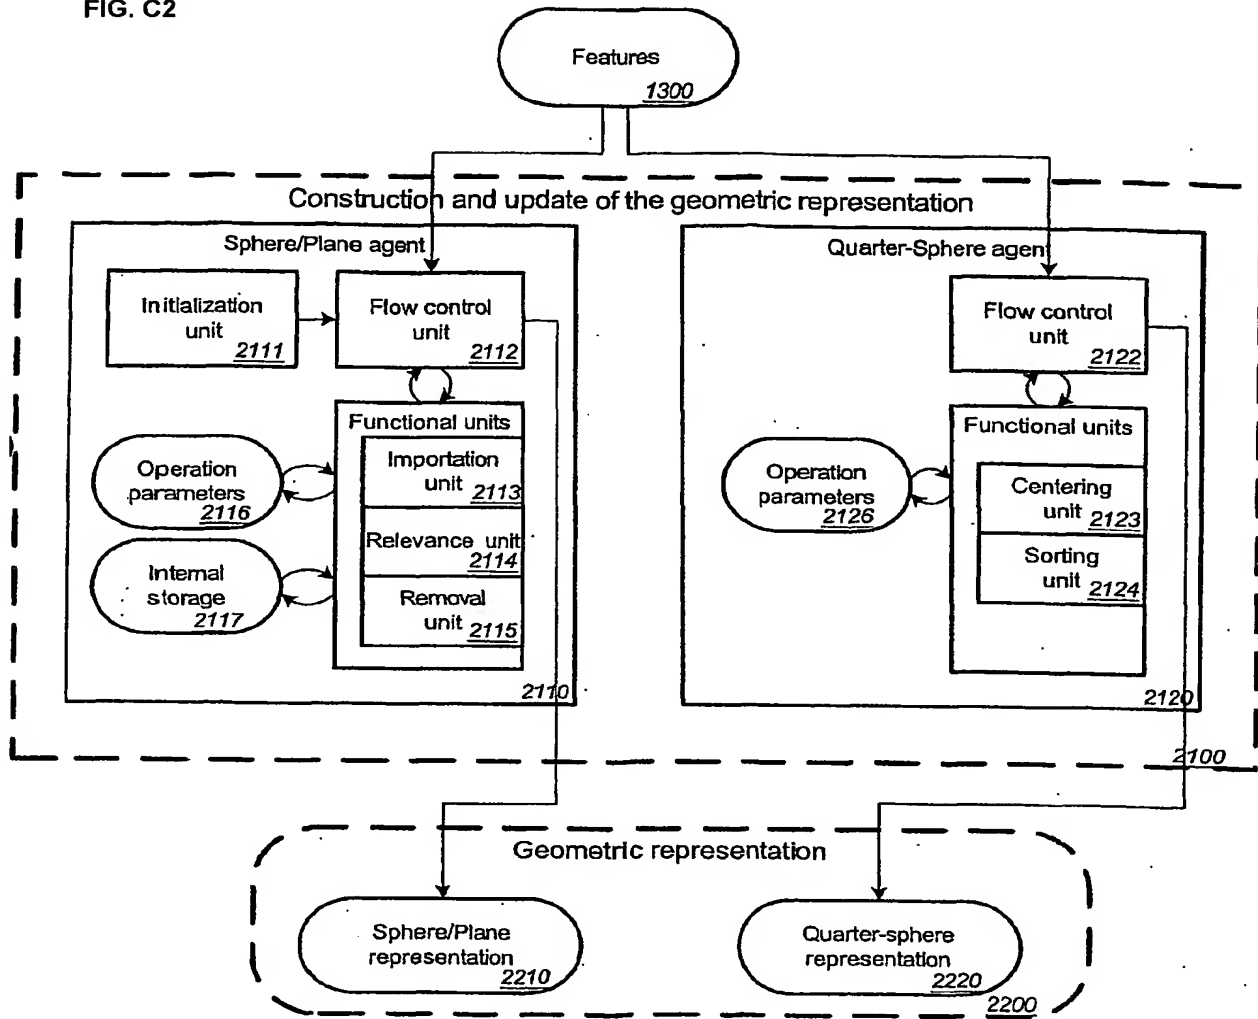 FIG. C2
Features
1300
Construction and update of the geometric representation
Sphere/Plane agent
Initialization
unit
2111
Flow control
unit
2112
Functional units
Importation
unit 2113
Relevance unit
2114
Removal
unit 2115
Operation
parameters
2116
Internal
storage
2117
2110
Quarter-Sphere agent
Flow control
unit
2122
Functional units
Centering
unit 2123
Sorting
unit 2124
Operation
parameters
2126
2120
2100
Geometric representation
Sphere/Plane
representation
2210
Quarter-sphere
representation
2220
2200